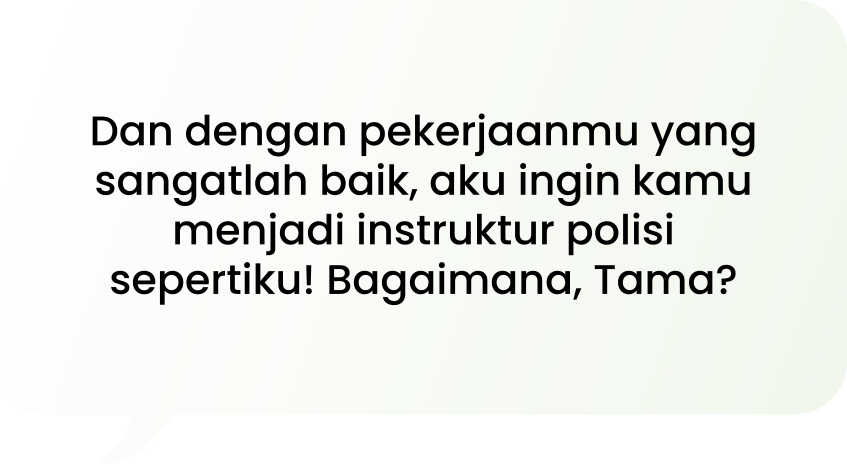 Dan dengan pekerjaanmu yang
sangatlah baik, aku ingin kamu
menjadi instruktur polisi
sepertiku! Bagaimana, Tama?